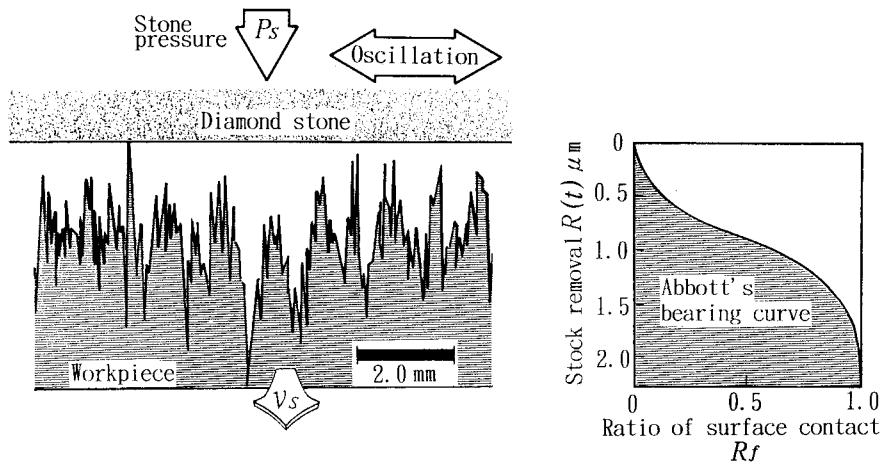 Stone
pressure
Ps
Oscillation
Diamond stone
Workpiece
2.0 mm
Vs
Stock removal R(t) μm
0
0.5
1.0
1.5
2.0
Abbott's
bearing curve
0
0.5
1.0
Ratio of surface contact
Rf